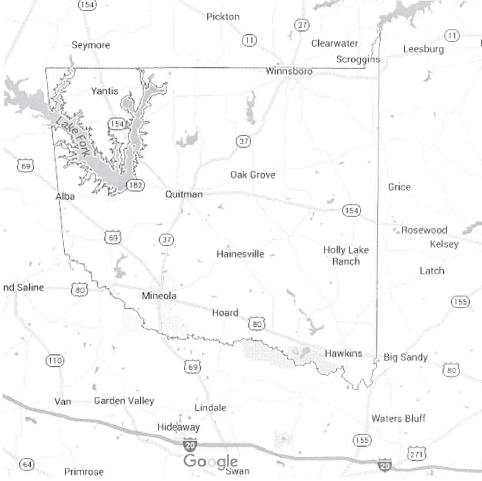 154
Pickton
37
11
Clearwater
11
Seymore
Scroggins
Leesburg
Winnsboro
Yantis
Lake Fork
154
37
69
Oak Grove
182
Alba
Quitman
Grice
154
Rosewood
69
37
Kelsey
Hainesville
Holly Lake
Ranch
Latch
nd Saline
80
Mineola
155
Hoard
80
Hawkins
Big Sandy
110
69
80
Van
Garden Valley
Lindale
Waters Bluff
Hideaway
20
155
271
64
Google
20
Primrose
Swan